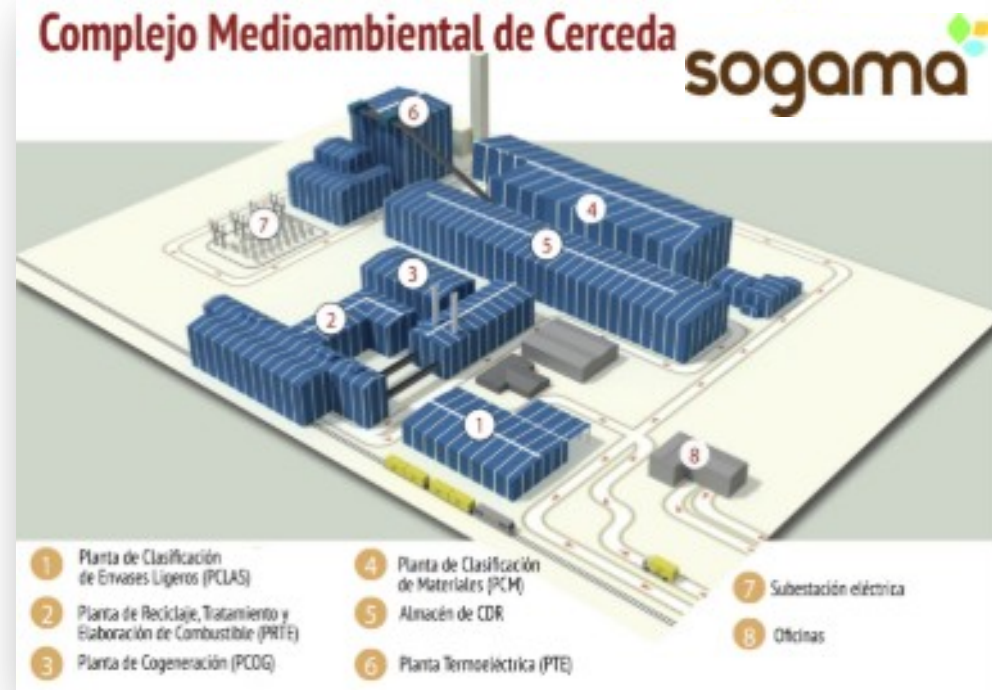 Complejo Medioambiental de Cerceda
sogama
6
4
7
5
3
2
1
8
1 Planta de Clasificación
de Envases Ligeros (PCLAS)
2 Planta de Reciclaje, Tratamiento y
Elaboración de Combustible (PRTE)
3 Planta de Cogeneración (PCOG)
4 Planta de Clasificación
de Materiales (PCM)
5 Almacén de CDR
6 Planta Termoeléctrica (PTE)
7 Subestación eléctrica
8 Oficinas